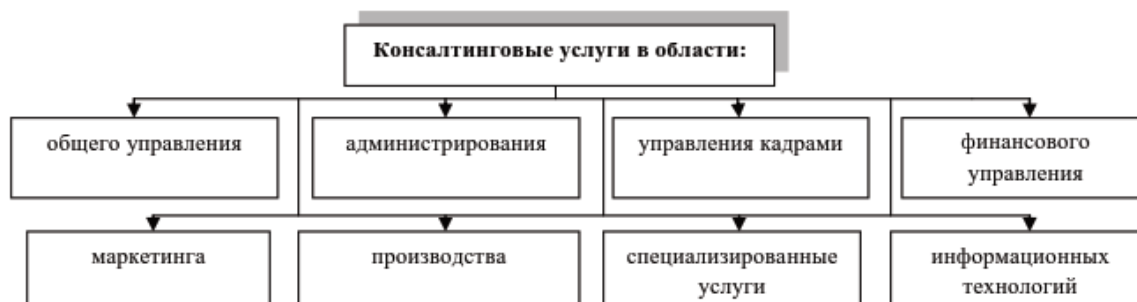 Консалтинговые услуги в области:
общего управления
администрирования
управления кадрами
финансового
управления
маркетинга
производства
специализированные
услуги
информационных
технологий